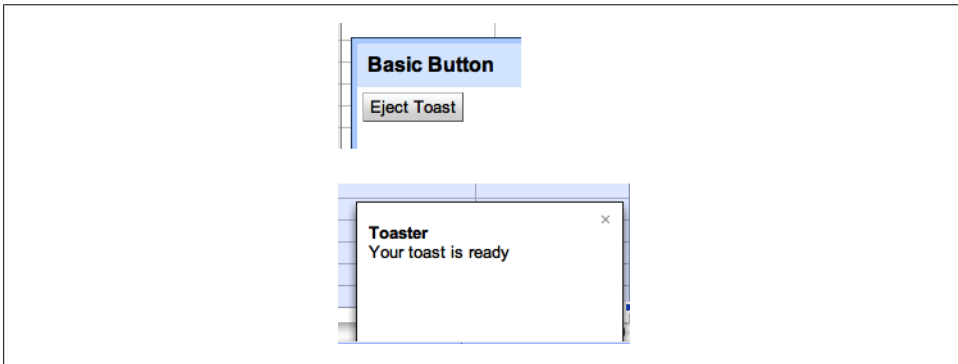 Basic Button
Eject Toast
×
Toaster
Your toast is ready